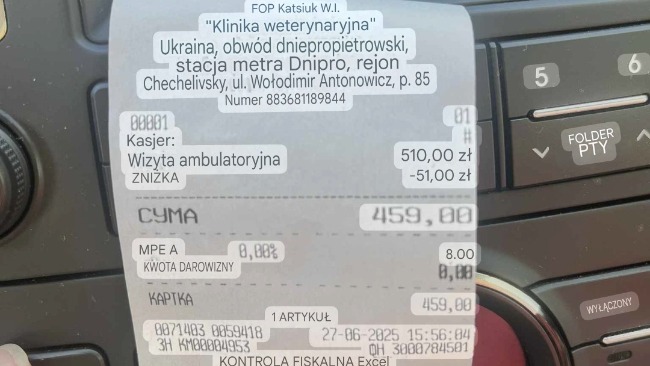 FOP Katsiuk W.I.
"Klinika weterynaryjna"
Ukraina, obwód dniepropietrowski,
stacja metra Dnipro, rejon
Chechelivsky, ul. Wołodimir Antonowicz, p. 85
Numer 883681189844
00001 01
Kasjer: #
Wizyta ambulatoryjna 510,00 zł
ZNIŻKA -51,00 zł
СУМА 459,00
MPE A 0,00% 8.00
KWOTA DAROWIZNY 0,00
КАРТКА 459,00
1 ARTYKUŁ
0071403 0059418 27-06-2025 15:56:04
ЗН КМ00004953 ФН 3000784501
KONTROLA FISKALNA Excel
5 6
FOLDER
PTY
WYŁĄCZONY